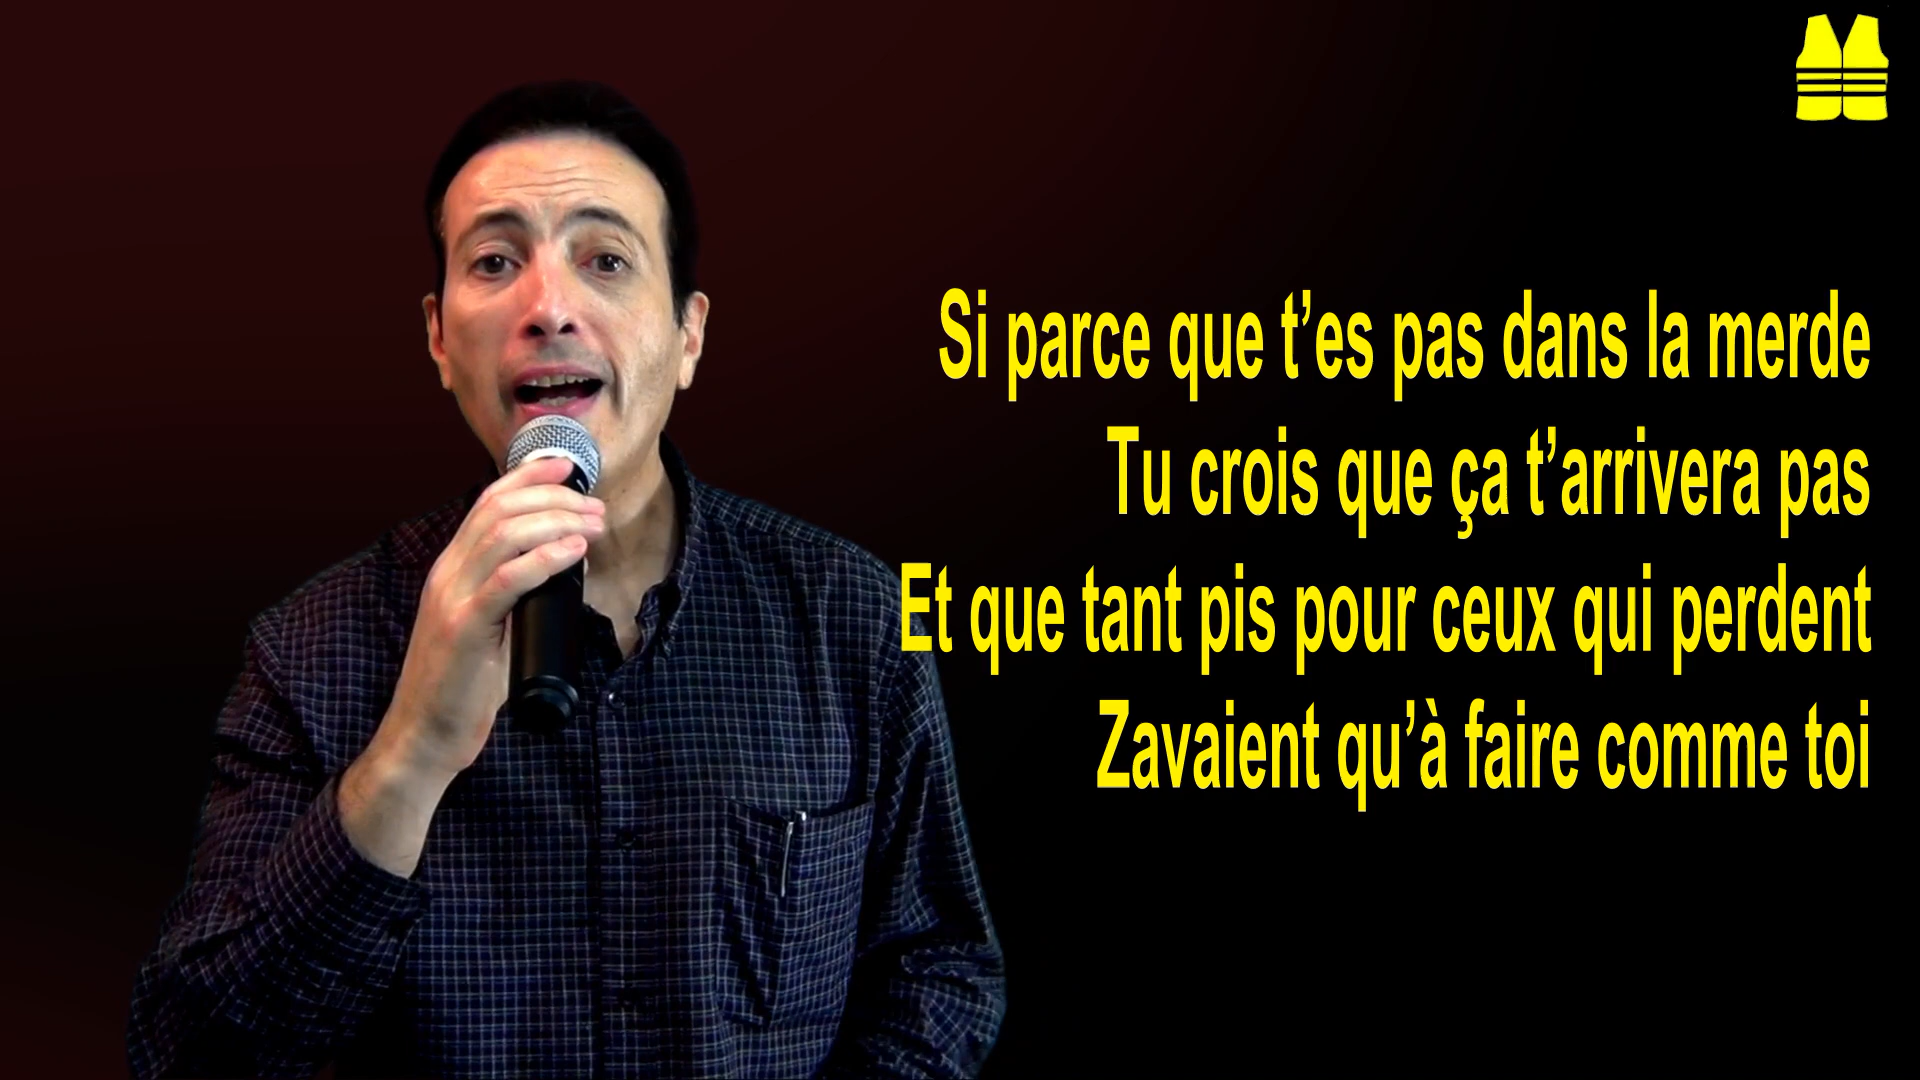 Si parce que t’es pas dans la merde
Tu crois que ça t’arrivera pas
Et que tant pis pour ceux qui perdent
Zavaient qu’à faire comme toi